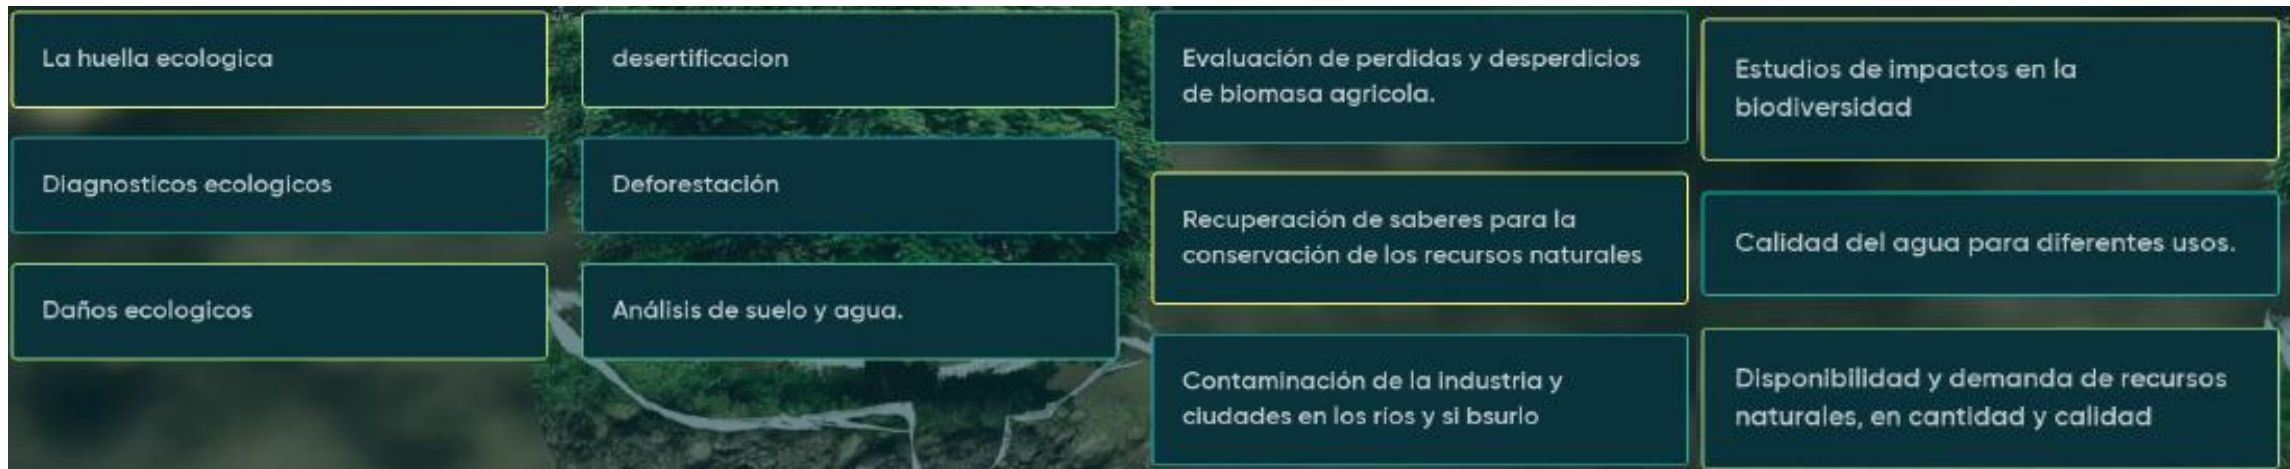 La huella ecologica
Diagnosticos ecologicos
Daños ecologicos
desertificacion
Deforestación
Análisis de suelo y agua.
Evaluación de perdidas y desperdicios
de biomasa agricola.
Recuperación de saberes para la
conservación de los recursos naturales
Contaminación de la industria y
ciudades en los rios y si bsurlo
Estudios de impactos en la
biodiversidad
Calidad del agua para diferentes usos.
Disponibilidad y demanda de recursos
naturales, en cantidad y calidad